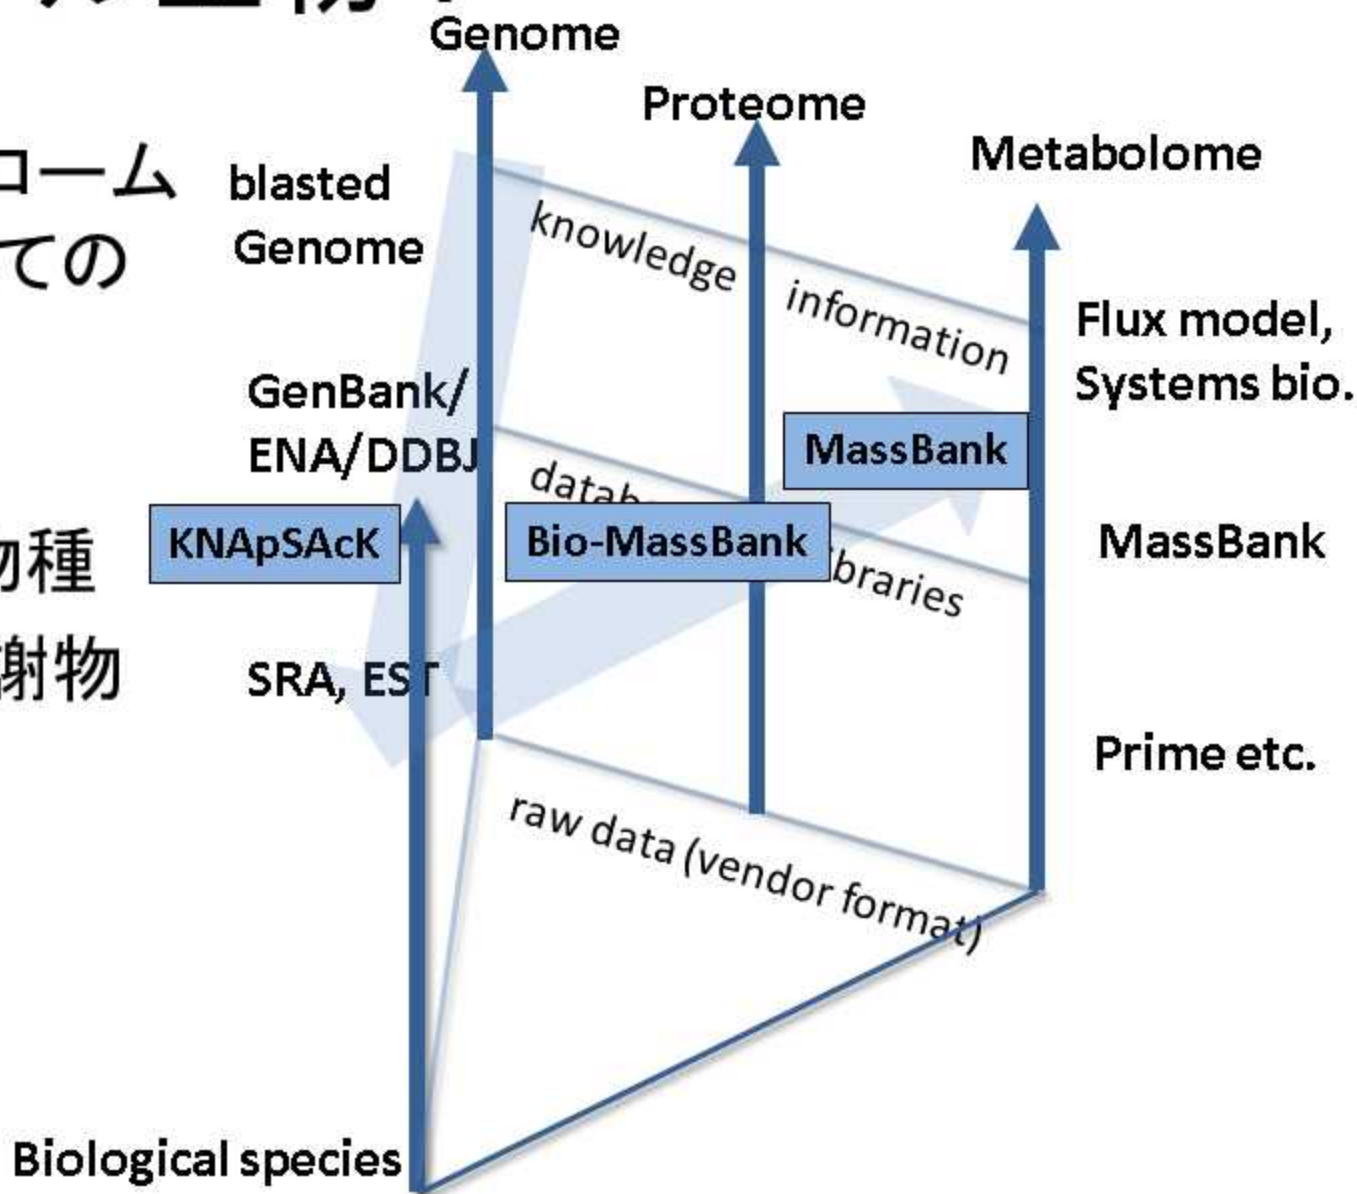 Genome
Proteome
Metabolome
ローム
blasted
Genome
ての
knowledge
information
Flux model,
Systems bio.
GenBank/
ENA/DDBJ
MassBank
KNApSAcK
Bio-MassBank
MassBank
物種
braries
謝物
SRA, EST
Prime etc.
raw data (vendor format)
Biological species